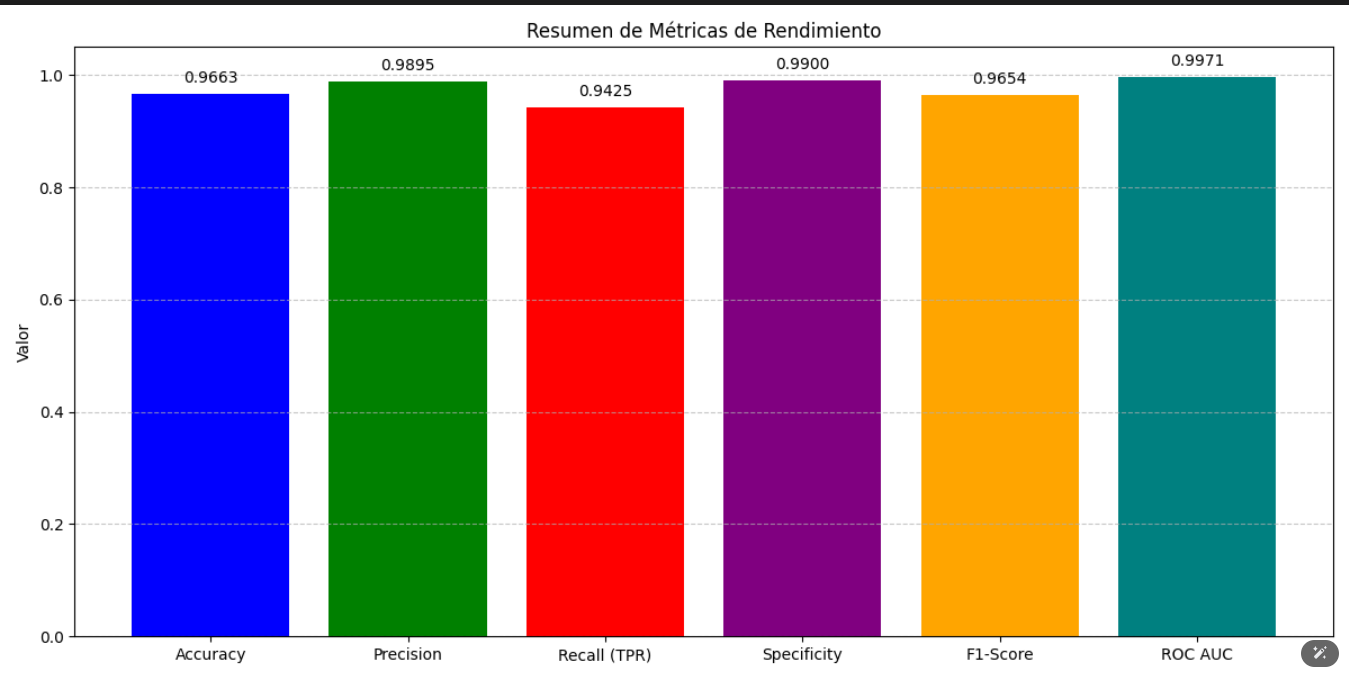 Resumen de Métricas de Rendimiento
1.0
0.8
0.6
0.4
0.2
0.0
Valor
0.9663
0.9895
0.9425
0.9900
0.9654
0.9971
Accuracy
Precision
Recall (TPR)
Specificity
F1-Score
ROC AUC